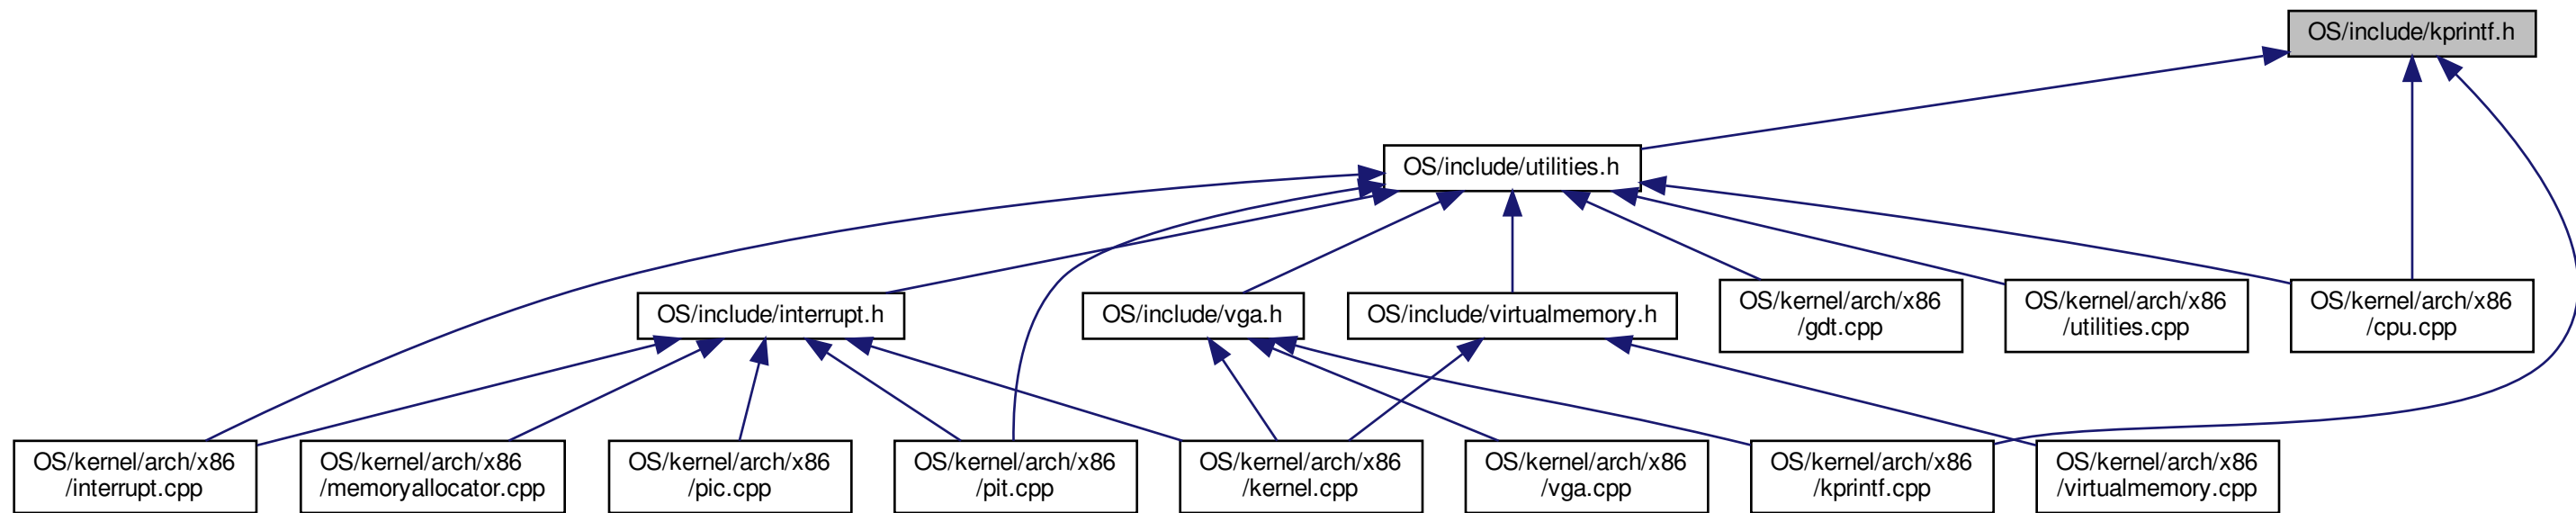 OS/include/kprintf.h
OS/include/utilities.h
OS/include/interrupt.h
OS/include/vga.h
OS/include/virtualmemory.h
OS/kernel/arch/x86
/gdt.cpp
OS/kernel/arch/x86
/utilities.cpp
OS/kernel/arch/x86
/cpu.cpp
OS/kernel/arch/x86
/interrupt.cpp
OS/kernel/arch/x86
/memoryallocator.cpp
OS/kernel/arch/x86
/pic.cpp
OS/kernel/arch/x86
/pit.cpp
OS/kernel/arch/x86
/kernel.cpp
OS/kernel/arch/x86
/vga.cpp
OS/kernel/arch/x86
/kprintf.cpp
OS/kernel/arch/x86
/virtualmemory.cpp